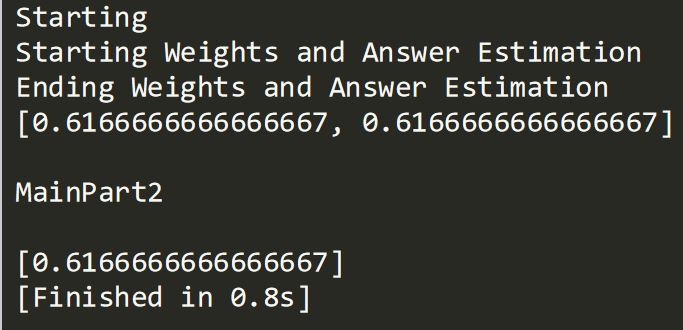 Starting
Starting Weights and Answer Estimation
Ending Weights and Answer Estimation
[0.6166666666666667, 0.6166666666666667]
MainPart2
[0.6166666666666667]
[Finished in 0.8s]